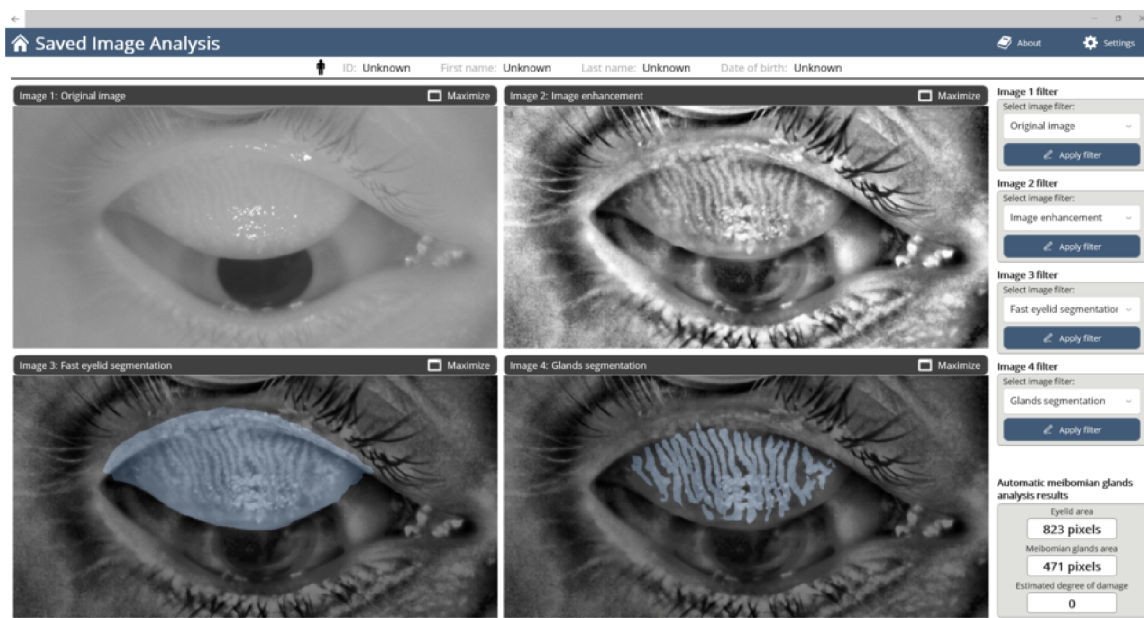 Saved Image Analysis
About
Settings
ID: Unknown First name: Unknown Last name: Unknown Date of birth: Unknown
Image 1: Original image
Maximize
Image 2: Image enhancement
Maximize
Image 3: Fast eyelid segmentation
Maximize
Image 4: Glands segmentation
Maximize
Image 1 filter
Select image filter:
Original image
Apply filter
Image 2 filter
Select image filter:
Image enhancement
Apply filter
Image 3 filter
Select image filter:
Fast eyelid segmentation
Apply filter
Image 4 filter
Select image filter:
Glands segmentation
Apply filter
Automatic meibomian glands
analysis results
Eyelid area
823 pixels
Meibomian glands area
471 pixels
Estimated degree of damage
0